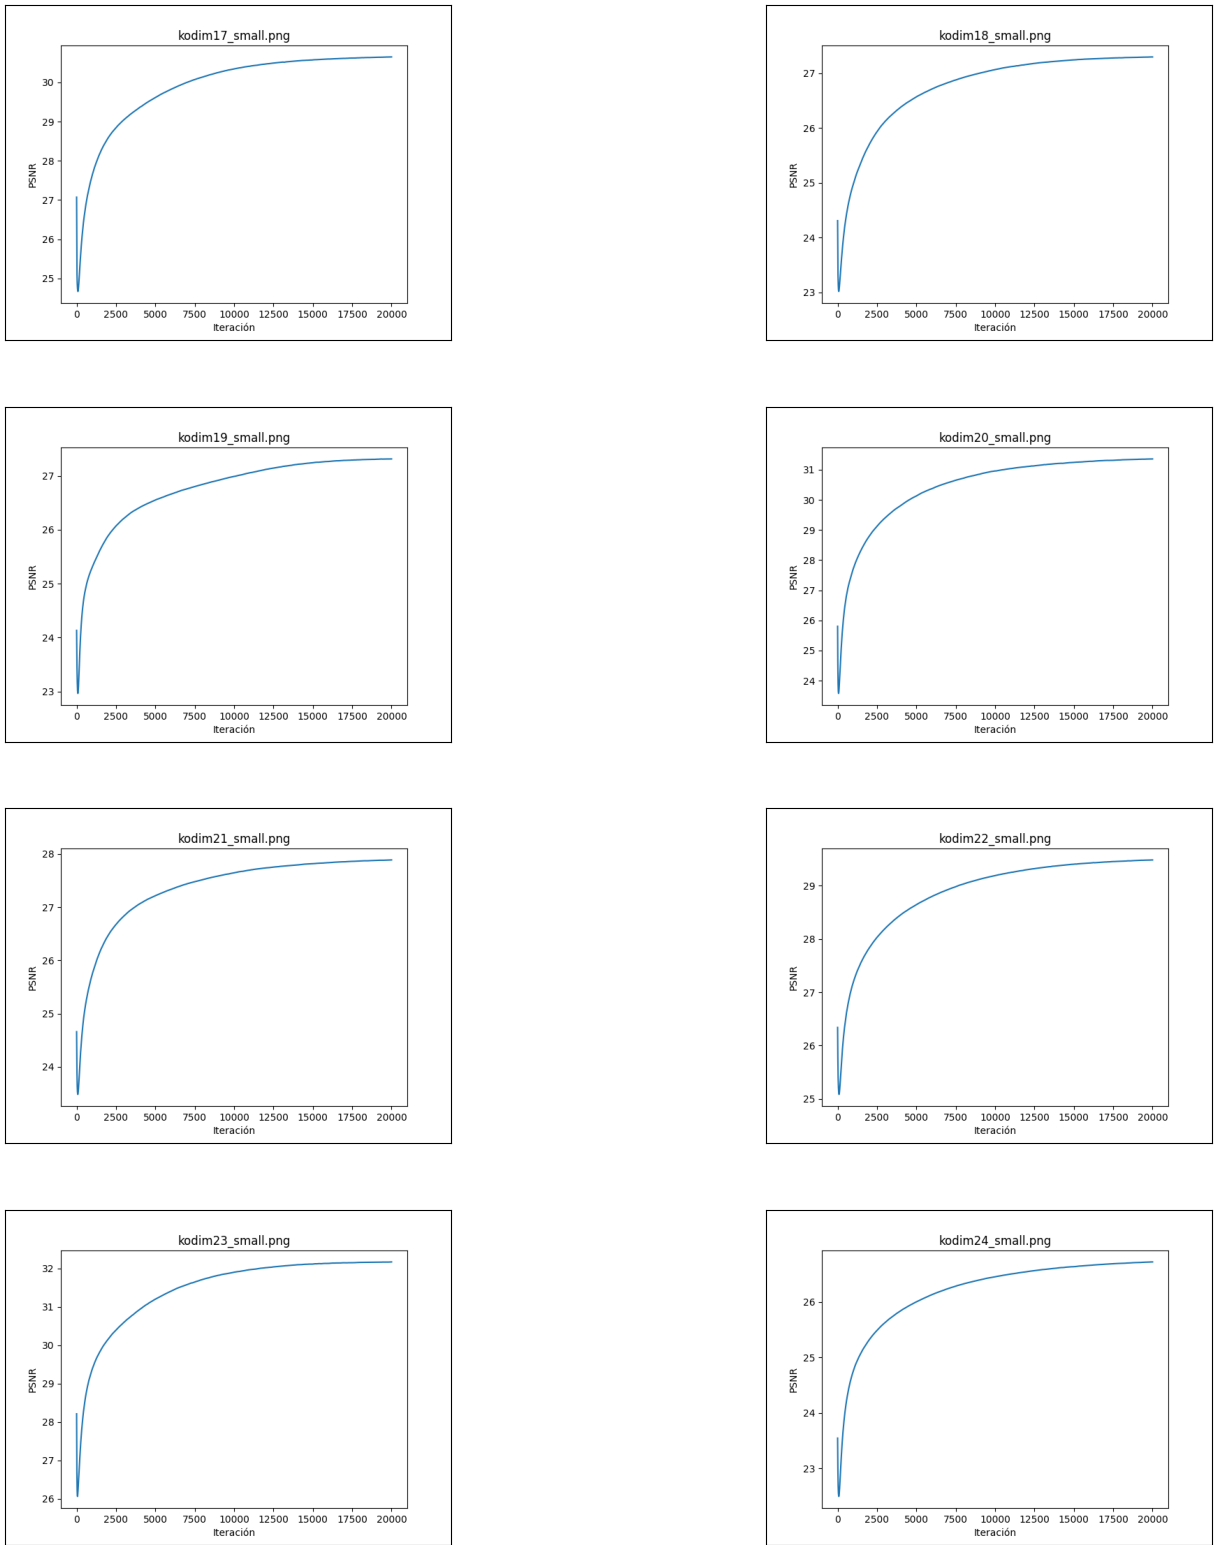 kodim17_small.png
PSNR
30
29
28
27
26
25
0 2500 5000 7500 10000 12500 15000 17500 20000
Iteración
kodim18_small.png
PSNR
27
26
25
24
23
0 2500 5000 7500 10000 12500 15000 17500 20000
Iteración
kodim19_small.png
PSNR
27
26
25
24
23
0 2500 5000 7500 10000 12500 15000 17500 20000
Iteración
kodim20_small.png
PSNR
31
30
29
28
27
26
25
24
0 2500 5000 7500 10000 12500 15000 17500 20000
Iteración
kodim21_small.png
PSNR
28
27
26
25
24
0 2500 5000 7500 10000 12500 15000 17500 20000
Iteración
kodim22_small.png
PSNR
29
28
27
26
25
0 2500 5000 7500 10000 12500 15000 17500 20000
Iteración
kodim23_small.png
PSNR
32
31
30
29
28
27
26
0 2500 5000 7500 10000 12500 15000 17500 20000
Iteración
kodim24_small.png
PSNR
26
25
24
23
0 2500 5000 7500 10000 12500 15000 17500 20000
Iteración